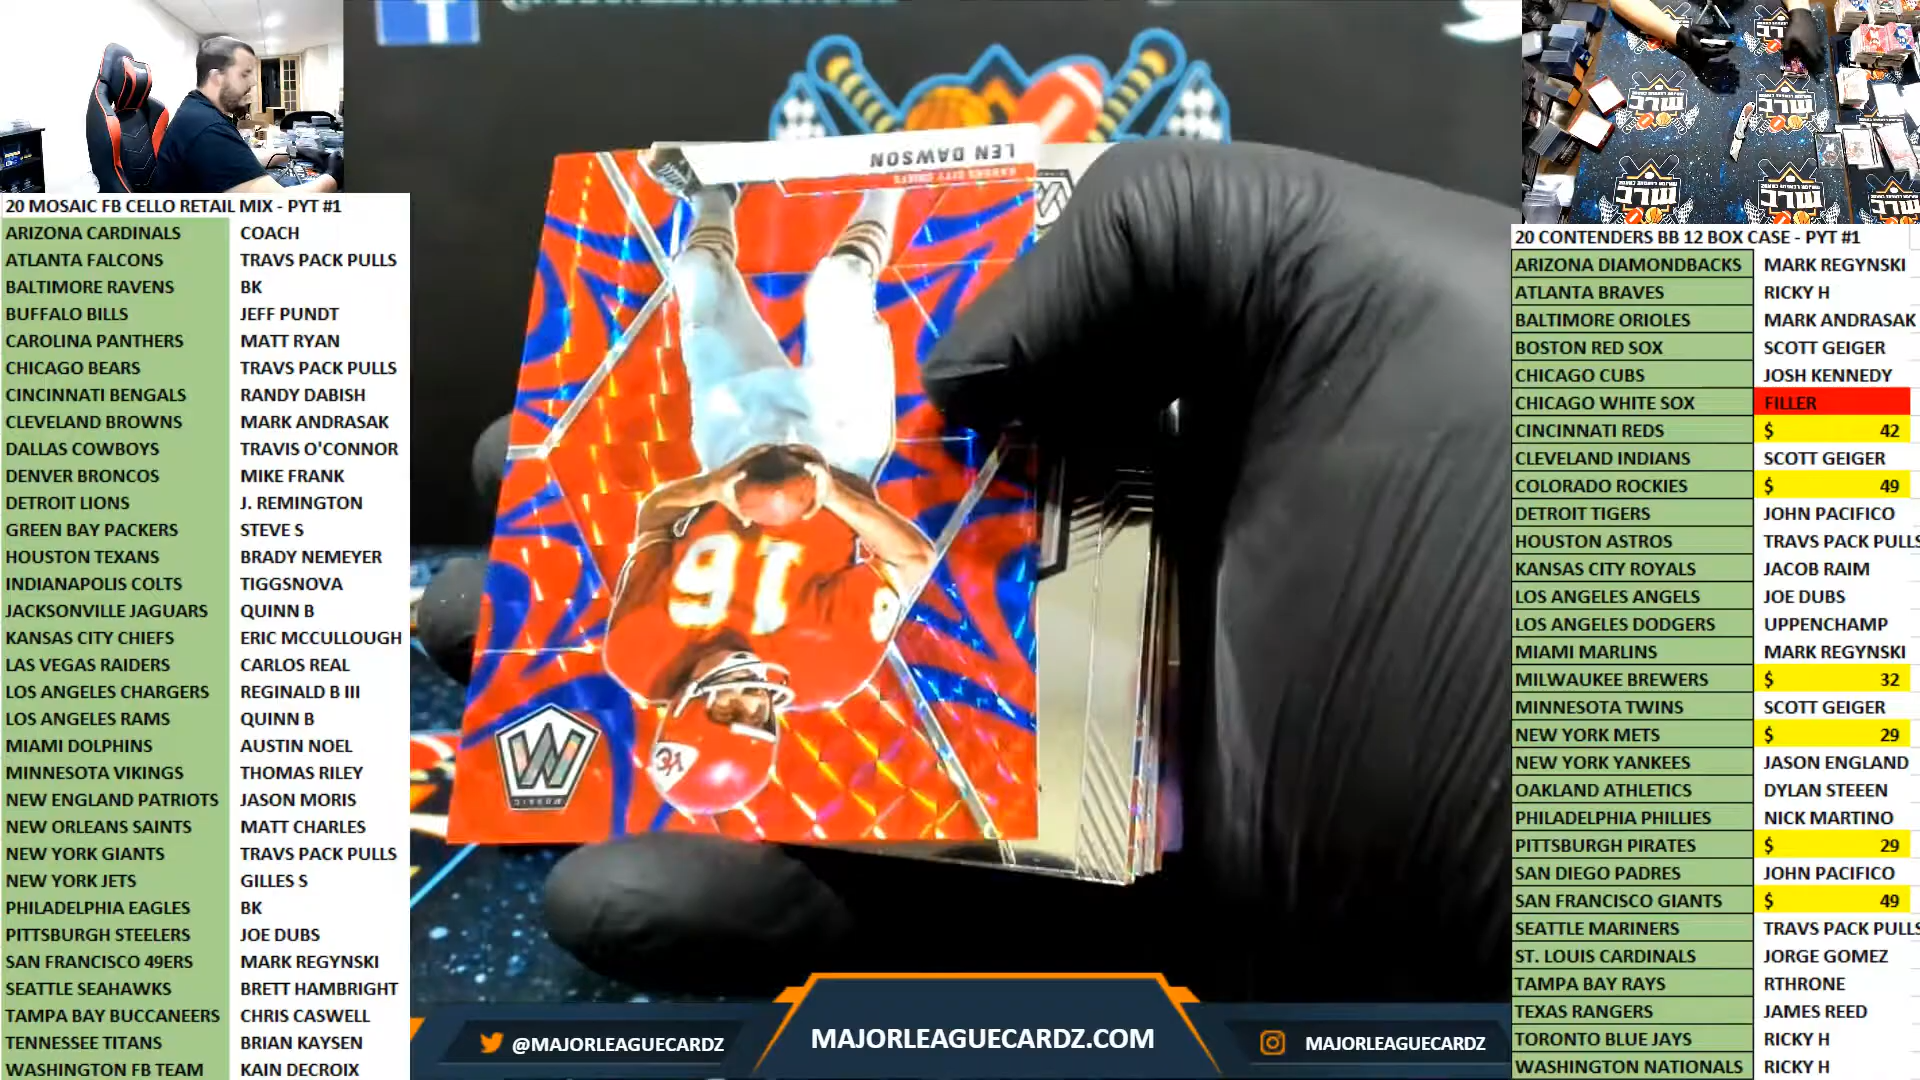 20 MOSAIC FB CELLO RETAIL MIX - PYT #1
ARIZONA CARDINALS COACH
ATLANTA FALCONS TRAVS PACK PULLS
BALTIMORE RAVENS BK
BUFFALO BILLS JEFF PUNDT
CAROLINA PANTHERS MATT RYAN
CHICAGO BEARS TRAVS PACK PULLS
CINCINNATI BENGALS RANDY DABISH
CLEVELAND BROWNS MARK ANDRASAK
DALLAS COWBOYS TRAVIS O'CONNOR
DENVER BRONCOS MIKE FRANK
DETROIT LIONS J. REMINGTON
GREEN BAY PACKERS STEVE S
HOUSTON TEXANS BRADY NEMEYER
INDIANAPOLIS COLTS TIGGSNOVA
JACKSONVILLE JAGUARS QUINN B
KANSAS CITY CHIEFS ERIC MCCULLOUGH
LAS VEGAS RAIDERS CARLOS REAL
LOS ANGELES CHARGERS REGINALD B III
LOS ANGELES RAMS QUINN B
MIAMI DOLPHINS AUSTIN NOEL
MINNESOTA VIKINGS THOMAS RILEY
NEW ENGLAND PATRIOTS JASON MORIS
NEW ORLEANS SAINTS MATT CHARLES
NEW YORK GIANTS TRAVS PACK PULLS
NEW YORK JETS GILLES S
PHILADELPHIA EAGLES BK
PITTSBURGH STEELERS JOE DUBS
SAN FRANCISCO 49ERS MARK REGYNSKI
SEATTLE SEAHAWKS BRETT HAMBRIGHT
TAMPA BAY BUCCANEERS CHRIS CASWELL
TENNESSEE TITANS BRIAN KAYSEN
WASHINGTON FB TEAM KAIN DECROIX
LEN DAWSON
KANSAS CITY CHIEFS
16
MOSAIC
@MAJORLEAGUECARDZ
MAJORLEAGUECARDZ.COM
MAJORLEAGUECARDZ
20 CONTENDERS BB 12 BOX CASE - PYT #1
ARIZONA DIAMONDBACKS MARK REGYNSKI
ATLANTA BRAVES RICKY H
BALTIMORE ORIOLES MARK ANDRASAK
BOSTON RED SOX SCOTT GEIGER
CHICAGO CUBS JOSH KENNEDY
CHICAGO WHITE SOX FILLER
CINCINNATI REDS $ 42
CLEVELAND INDIANS SCOTT GEIGER
COLORADO ROCKIES $ 49
DETROIT TIGERS JOHN PACIFICO
HOUSTON ASTROS TRAVS PACK PULLS
KANSAS CITY ROYALS JACOB RAIM
LOS ANGELES ANGELS JOE DUBS
LOS ANGELES DODGERS UPPENCHAMP
MIAMI MARLINS MARK REGYNSKI
MILWAUKEE BREWERS $ 32
MINNESOTA TWINS SCOTT GEIGER
NEW YORK METS $ 29
NEW YORK YANKEES JASON ENGLAND
OAKLAND ATHLETICS DYLAN STEEEN
PHILADELPHIA PHILLIES NICK MARTINO
PITTSBURGH PIRATES $ 29
SAN DIEGO PADRES JOHN PACIFICO
SAN FRANCISCO GIANTS $ 49
SEATTLE MARINERS TRAVS PACK PULLS
ST. LOUIS CARDINALS JORGE GOMEZ
TAMPA BAY RAYS RTHRONE
TEXAS RANGERS JAMES REED
TORONTO BLUE JAYS RICKY H
WASHINGTON NATIONALS RICKY H